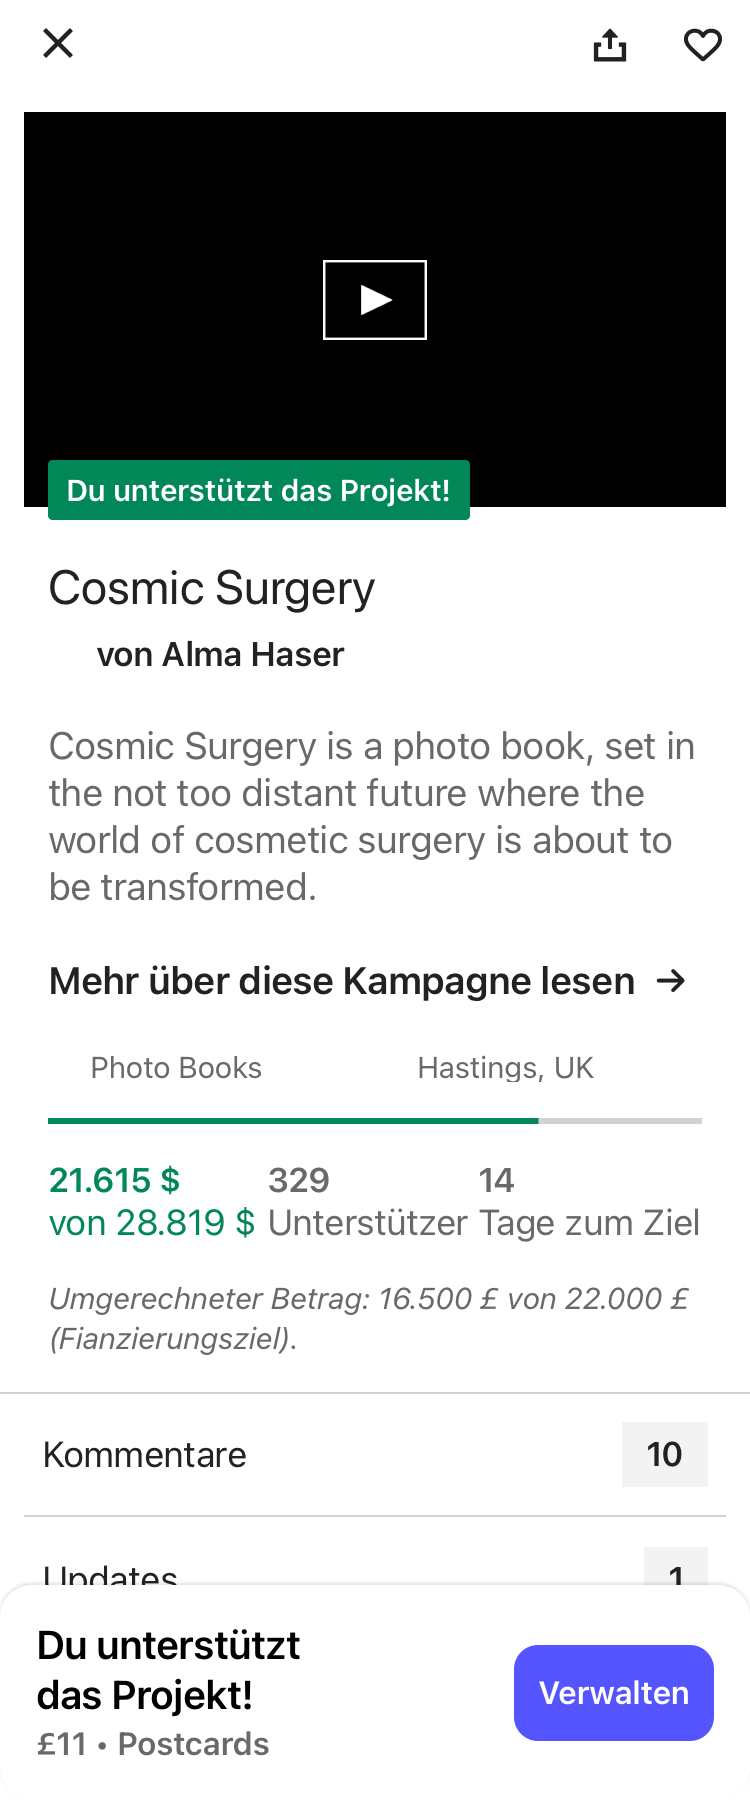 Du unterstützt das Projekt!
Cosmic Surgery
von Alma Haser
Cosmic Surgery is a photo book, set in
the not too distant future where the
world of cosmetic surgery is about to
be transformed.
Mehr über diese Kampagne lesen →
Photo Books
Hastings, UK
21.615 $
von 28.819 $
329
Unterstützer
14
Tage zum Ziel
Umgerechneter Betrag: 16.500 £ von 22.000 £
(Fianzierungsziel).
Kommentare
10
Updates
1
Du unterstützt
das Projekt!
£11 • Postcards
Verwalten